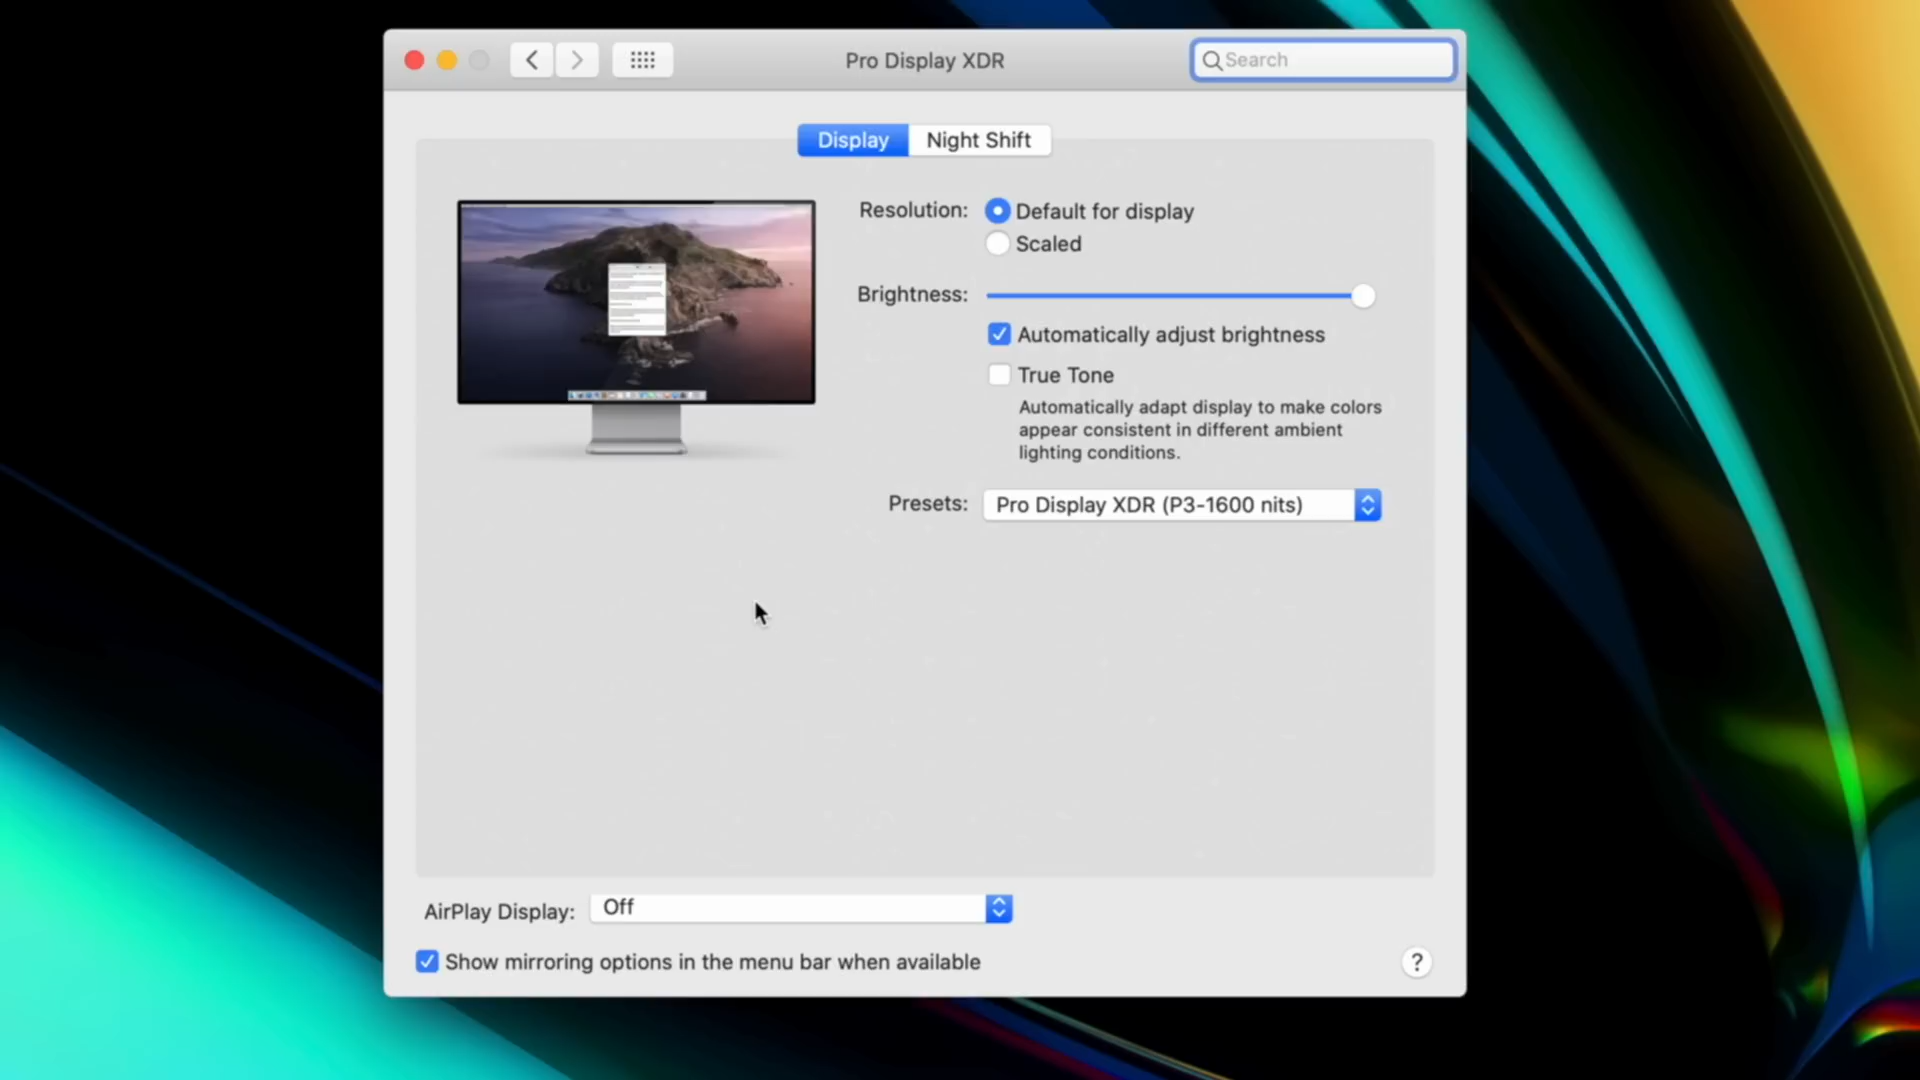 Pro Display XDR
Search
Display
Night Shift
Resolution:
Default for display
Scaled
Brightness:
Automatically adjust brightness
True Tone
Automatically adapt display to make colors
appear consistent in different ambient
lighting conditions.
Presets:
Pro Display XDR (P3-1600 nits)
AirPlay Display:
Off
Show mirroring options in the menu bar when available
?